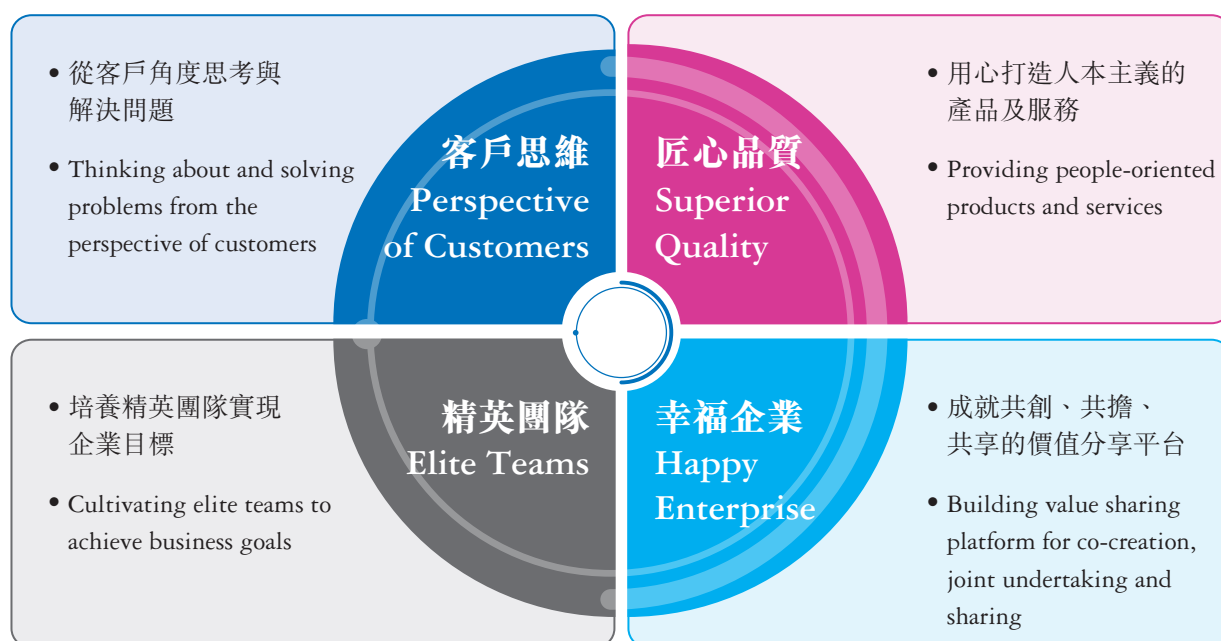 • 從客戶角度思考與
解決問題
• Thinking about and solving
problems from the
perspective of customers
客戶思維
Perspective
of Customers
匠心品質
Superior
Quality
• 用心打造人本主義的
產品及服務
• Providing people-oriented
products and services
• 培養精英團隊實現
企業目標
• Cultivating elite teams to
achieve business goals
精英團隊
Elite Teams
幸福企業
Happy
Enterprise
• 成就共創、共擔、
共享的價值分享平台
• Building value sharing
platform for co-creation,
joint undertaking and
sharing